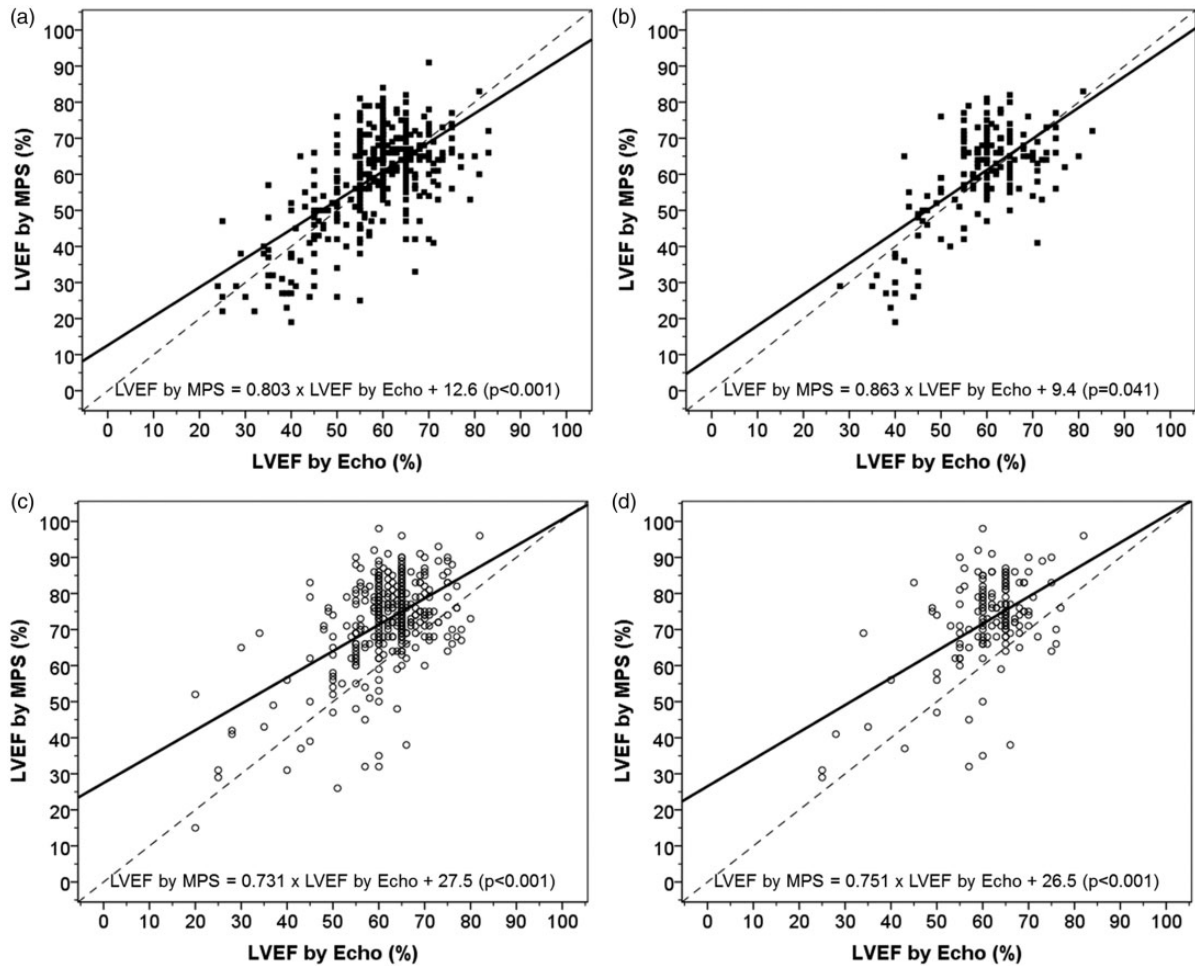 (a)
100
90
80
70
60
50
40
30
20
10
0
LVEF by MPS (%)
LVEF by MPS = 0.803 x LVEF by Echo + 12.6 (p<0.001)
0 10 20 30 40 50 60 70 80 90 100
LVEF by Echo (%)
(b)
100
90
80
70
60
50
40
30
20
10
0
LVEF by MPS (%)
LVEF by MPS = 0.863 x LVEF by Echo + 9.4 (p=0.041)
0 10 20 30 40 50 60 70 80 90 100
LVEF by Echo (%)
(c)
100
90
80
70
60
50
40
30
20
10
0
LVEF by MPS (%)
LVEF by MPS = 0.731 x LVEF by Echo + 27.5 (p<0.001)
0 10 20 30 40 50 60 70 80 90 100
LVEF by Echo (%)
(d)
100
90
80
70
60
50
40
30
20
10
0
LVEF by MPS (%)
LVEF by MPS = 0.751 x LVEF by Echo + 26.5 (p<0.001)
0 10 20 30 40 50 60 70 80 90 100
LVEF by Echo (%)